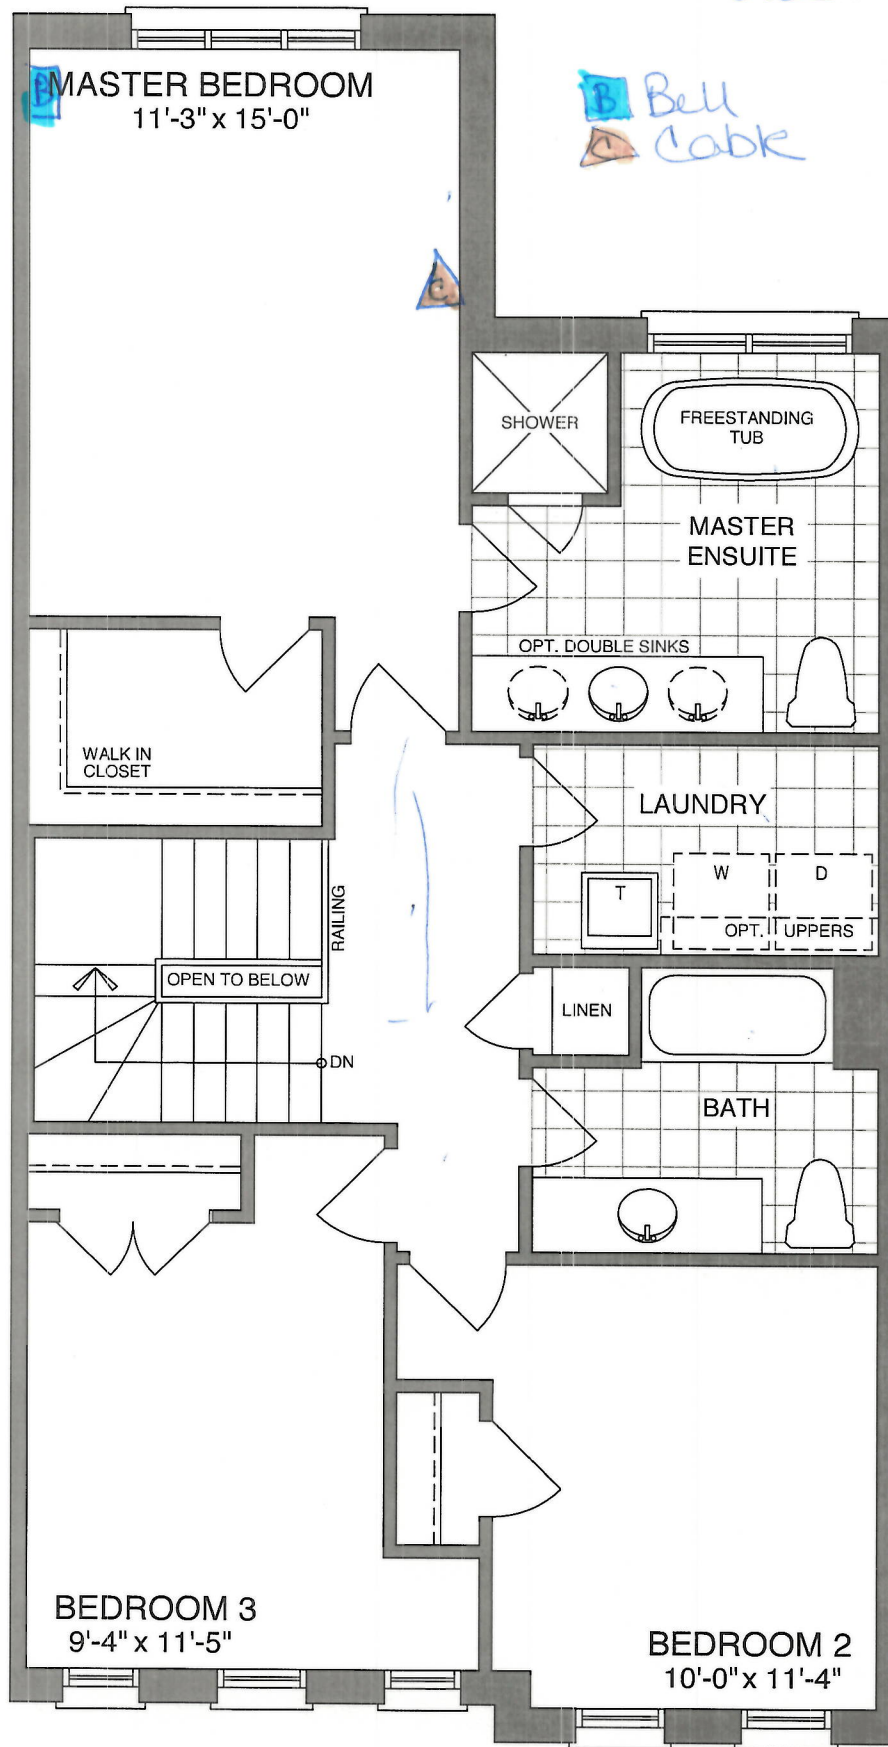 MASTER BEDROOM
11'-3" x 15'-0"
B
B Bell
C Cable
C
SHOWER
FREESTANDING
TUB
MASTER
ENSUITE
OPT. DOUBLE SINKS
WALK IN
CLOSET
LAUNDRY
W
D
T
OPT. UPPERS
RAILING
OPEN TO BELOW
LINEN
DN
BATH
BEDROOM 3
9'-4" x 11'-5"
BEDROOM 2
10'-0" x 11'-4"